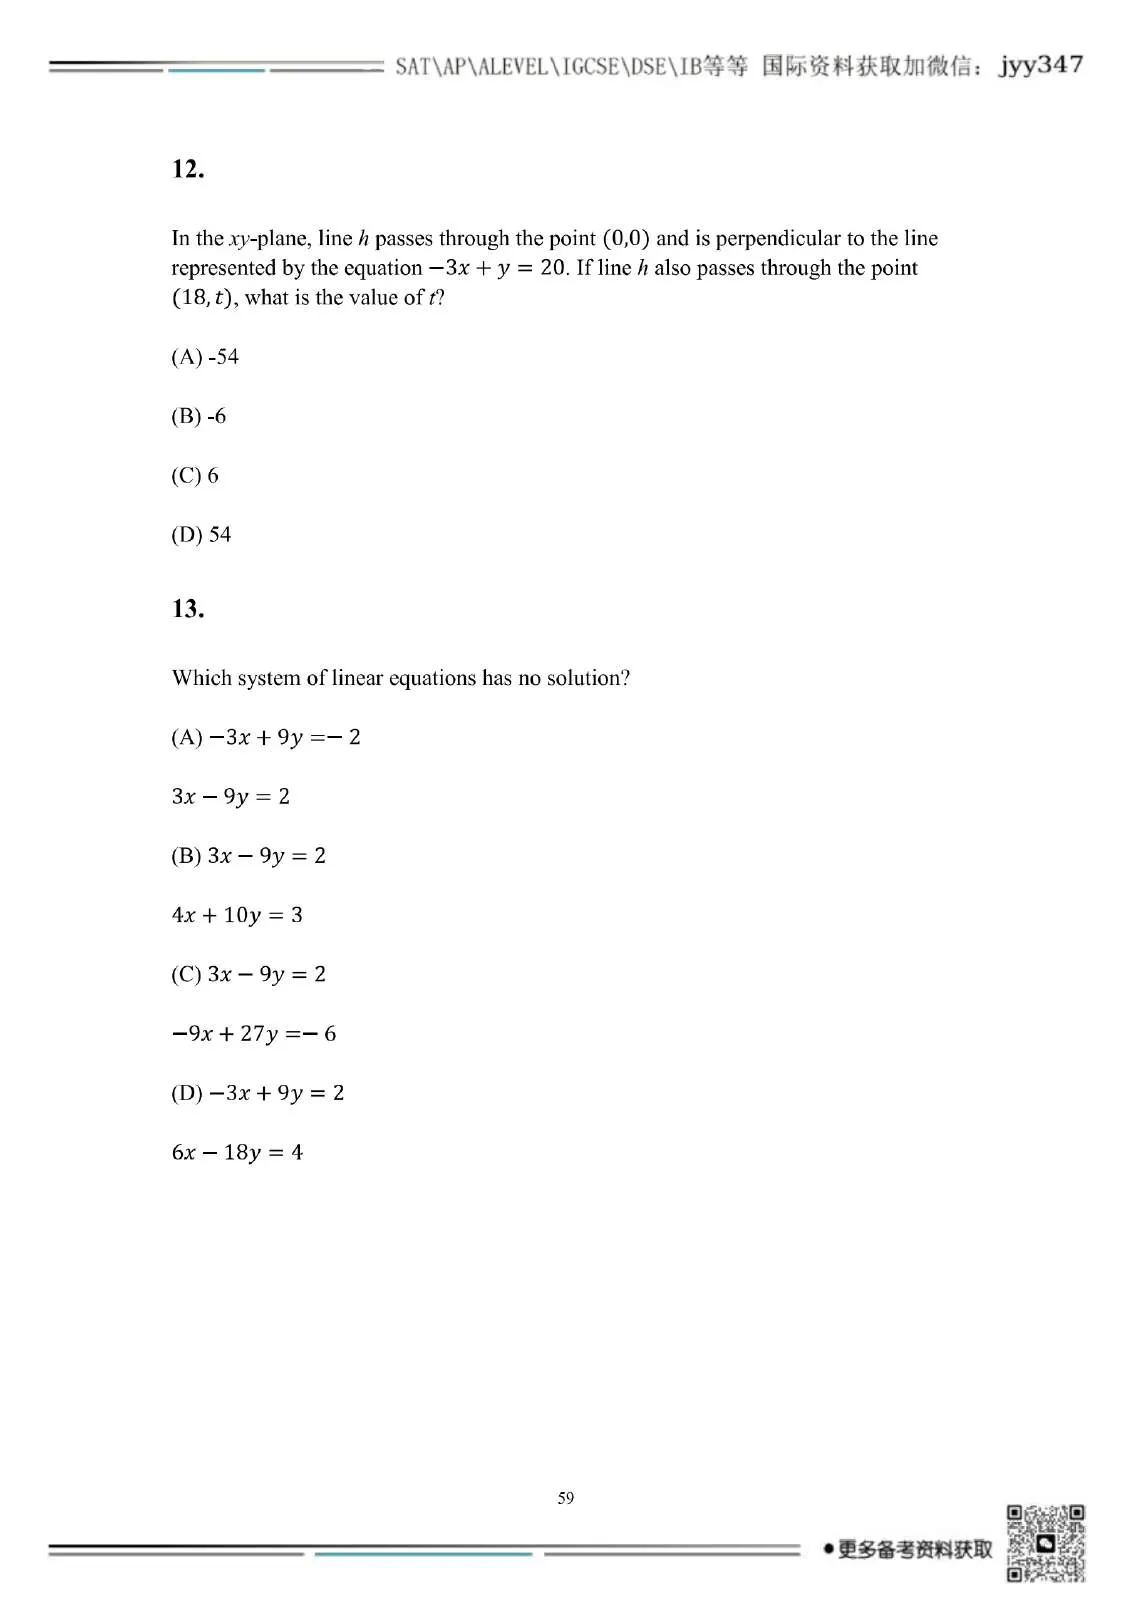 SAT\AP\ALEVEL\IGCSE\DSE\IB等等 国际资料获取加微信: jyy347
12.
In the xy-plane, line h passes through the point (0,0) and is perpendicular to the line
represented by the equation −3x + y = 20. If line h also passes through the point
(18, t), what is the value of t?
(A) -54
(B) -6
(C) 6
(D) 54
13.
Which system of linear equations has no solution?
(A) −3x + 9y =− 2
3x − 9y = 2
(B) 3x − 9y = 2
4x + 10y = 3
(C) 3x − 9y = 2
−9x + 27y =− 6
(D) −3x + 9y = 2
6x − 18y = 4
59
●更多备考资料获取